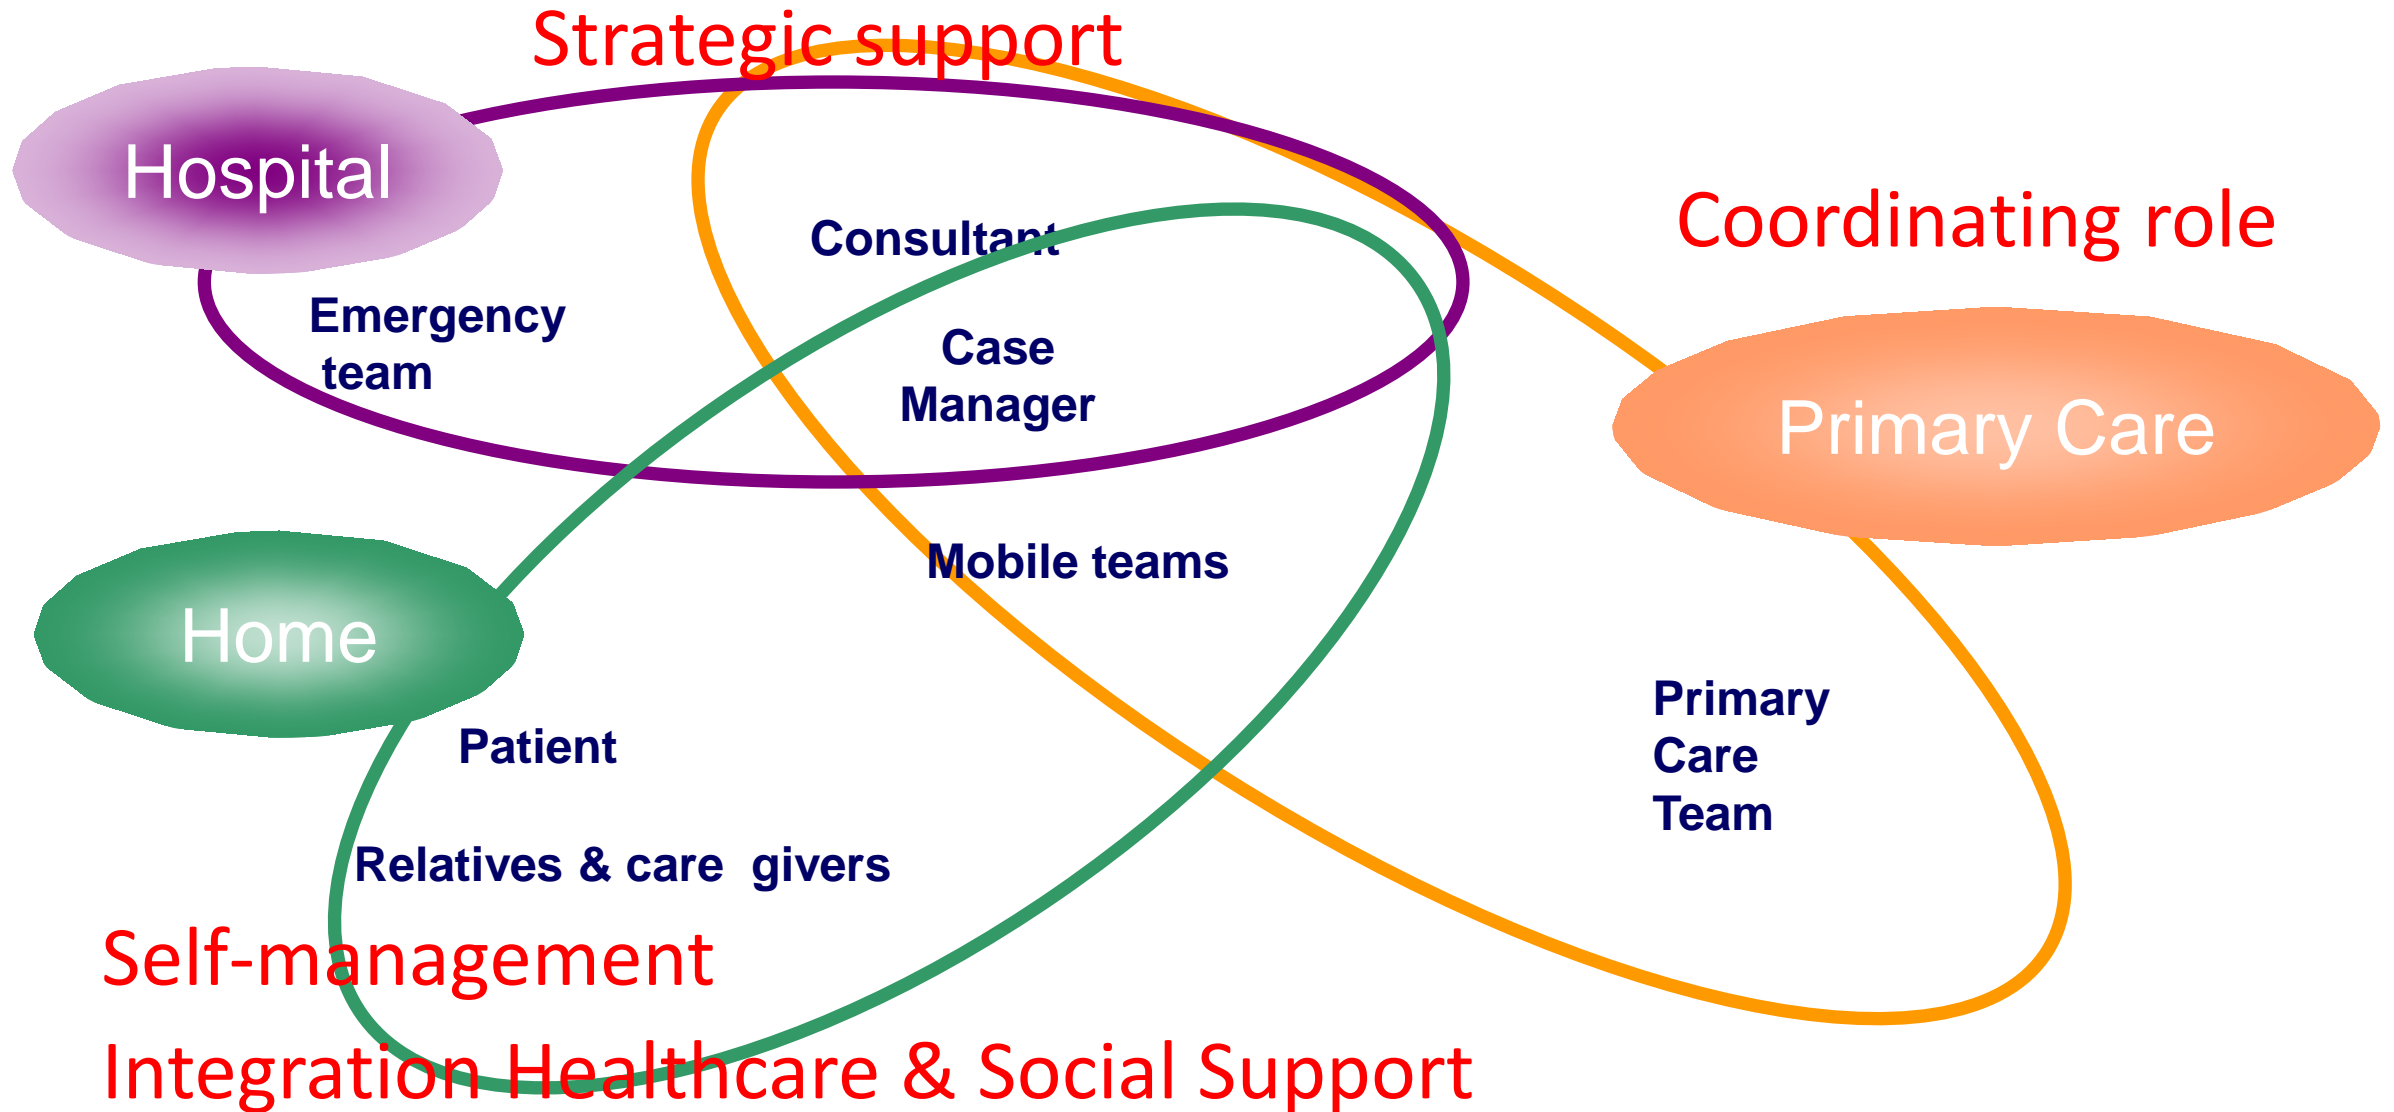 Strategic support
Hospital
Coordinating role
Consultant
Emergency
team
Case
Manager
Primary Care
Mobile teams
Home
Primary
Care
Team
Patient
Relatives & care givers
Self-management
Integration Healthcare & Social Support